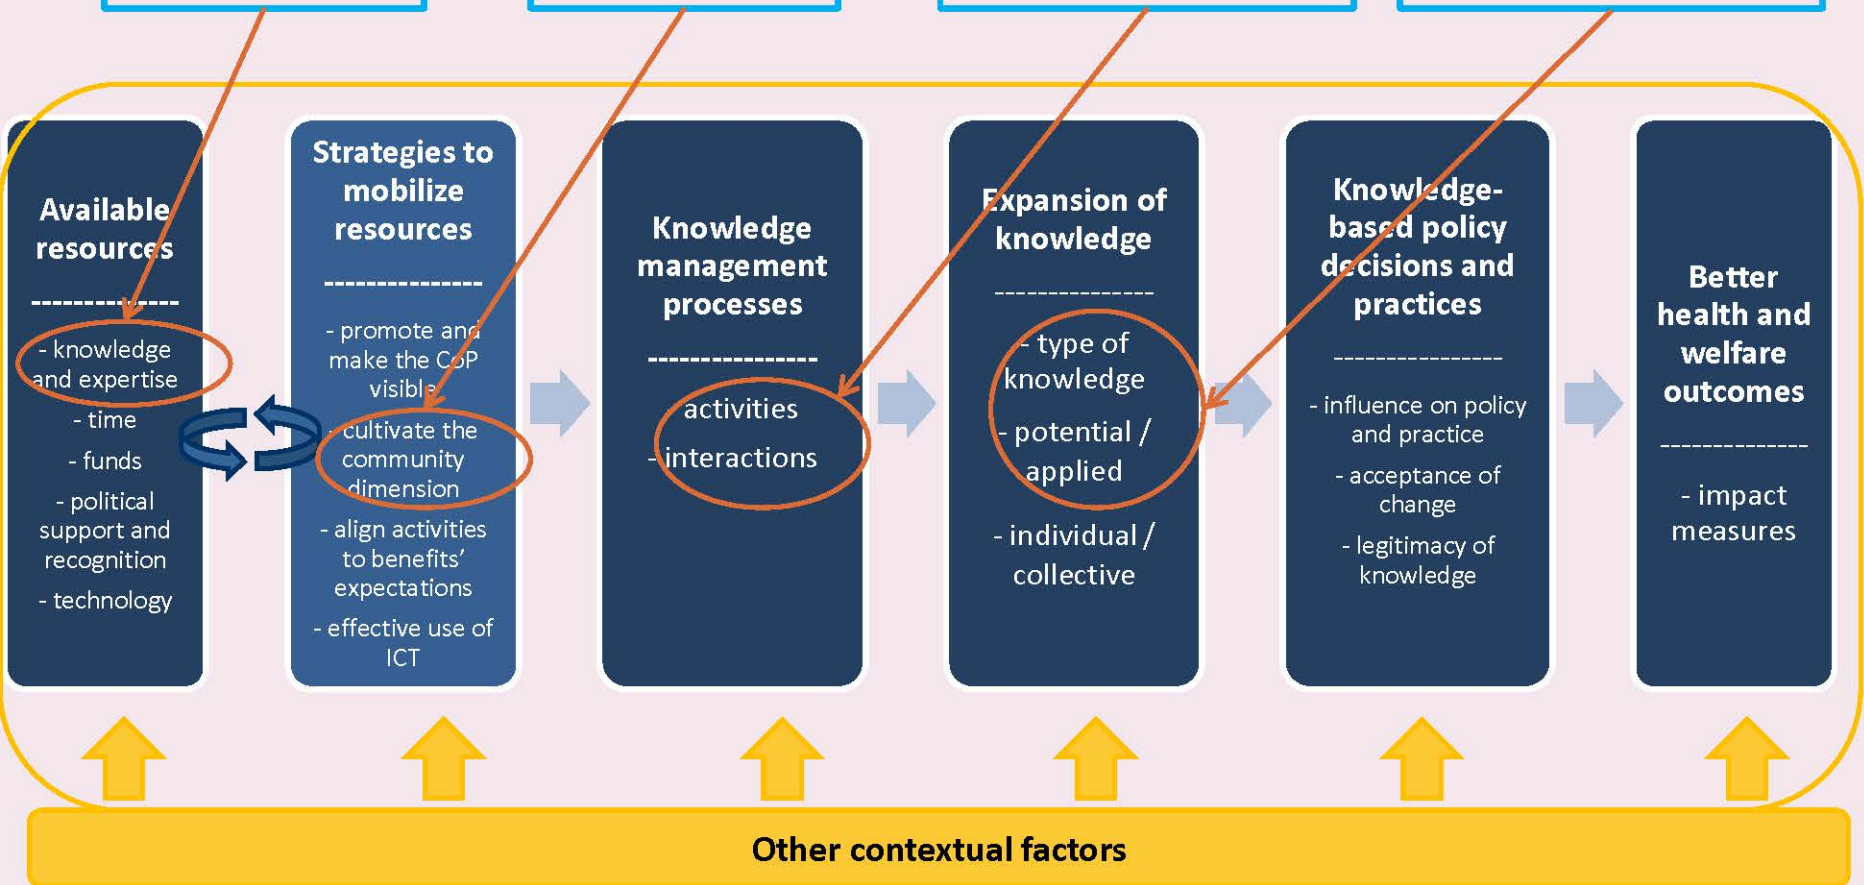 Available
resources
--------------
- knowledge
and expertise
- time
- funds
- political
support and
recognition
- technology
Strategies to
mobilize
resources
---------------
- promote and
make the CoP
visible
- cultivate the
community
dimension
- align activities
to benefits’
expectations
- effective use of
ICT
Knowledge
management
processes
----------------
activities
- interactions
Expansion of
knowledge
---------------
- type of
knowledge
- potential /
applied
- individual /
collective
Knowledge-
based policy
decisions and
practices
----------------
- influence on policy
and practice
- acceptance of
change
- legitimacy of
knowledge
Better
health and
welfare
outcomes
--------------
- impact
measures
Other contextual factors